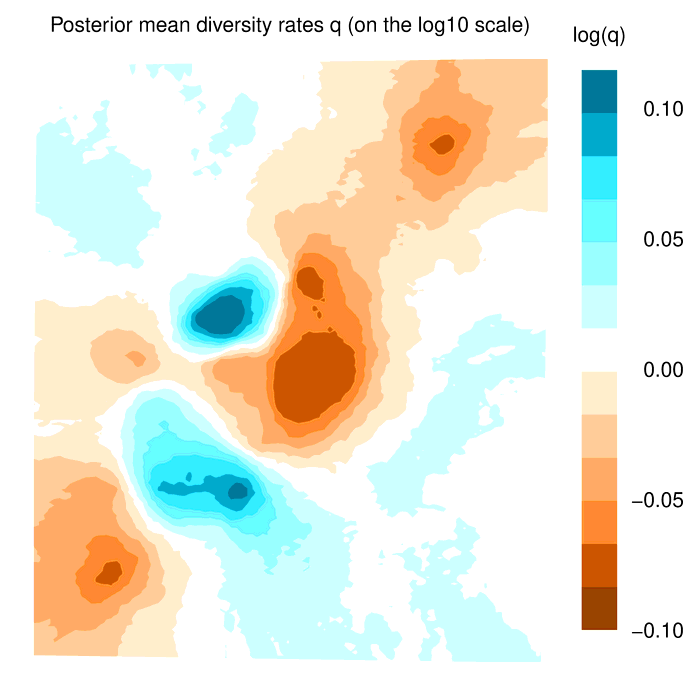 Posterior mean diversity rates q (on the log10 scale)
log(q)
0.10
0.05
0.00
−0.05
−0.10